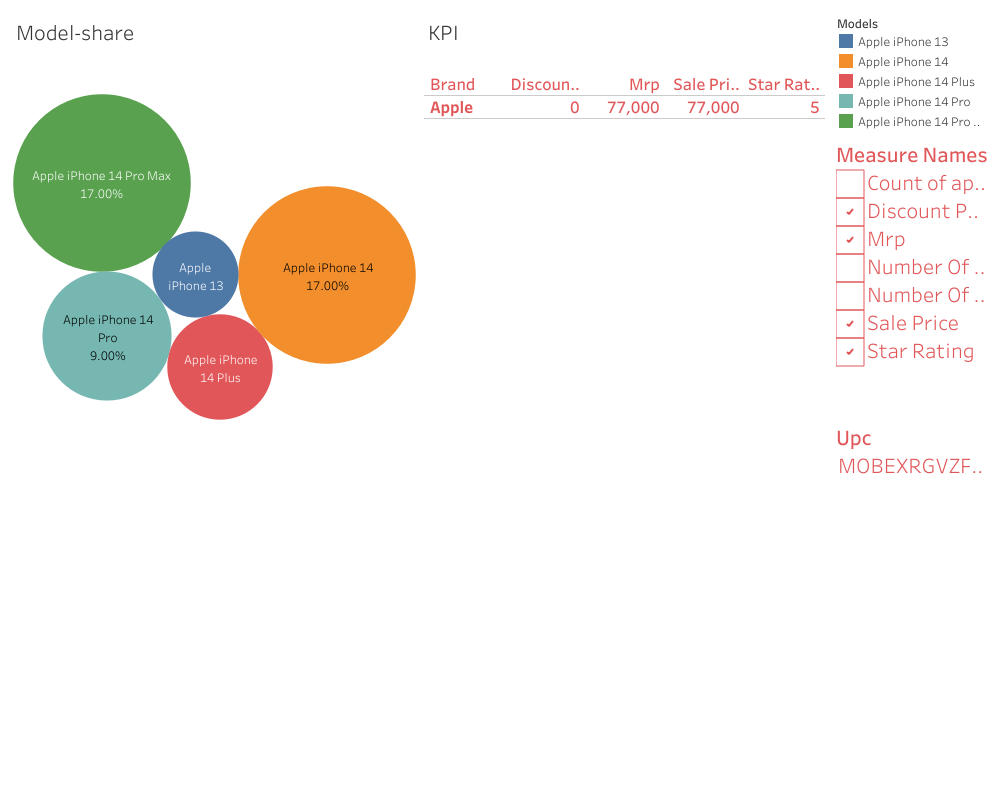 Model-share
Apple iPhone 14 Pro Max
17.00%
Apple
iPhone 13
Apple iPhone 14
17.00%
Apple iPhone 14
Pro
9.00%
Apple iPhone
14 Plus
KPI
Brand Discoun.. Mrp Sale Pri.. Star Rat..
Apple 0 77,000 77,000 5
Models
Apple iPhone 13
Apple iPhone 14
Apple iPhone 14 Plus
Apple iPhone 14 Pro
Apple iPhone 14 Pro ..
Measure Names
Count of ap..
Discount P..
Mrp
Number Of ..
Number Of ..
Sale Price
Star Rating
Upc
MOBEXRGVZF..